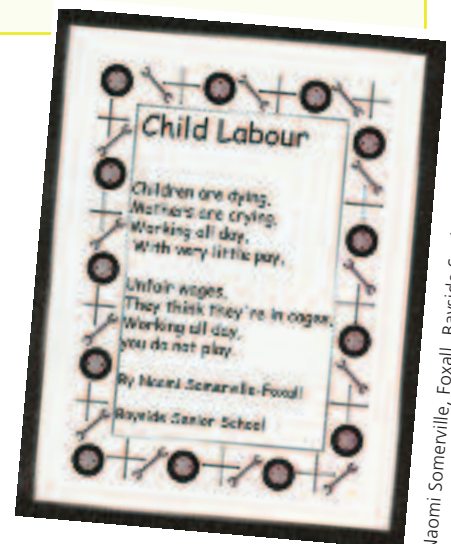 Child Labour
Children are dying,
Mothers are crying,
Working all day,
With very little pay,
Unfair wages,
They think they're in cages,
Working all day,
you do not play.
By Naomi Somerville-Foxall
Bayside Senior School
Naomi Somerville, Foxall, Bayside